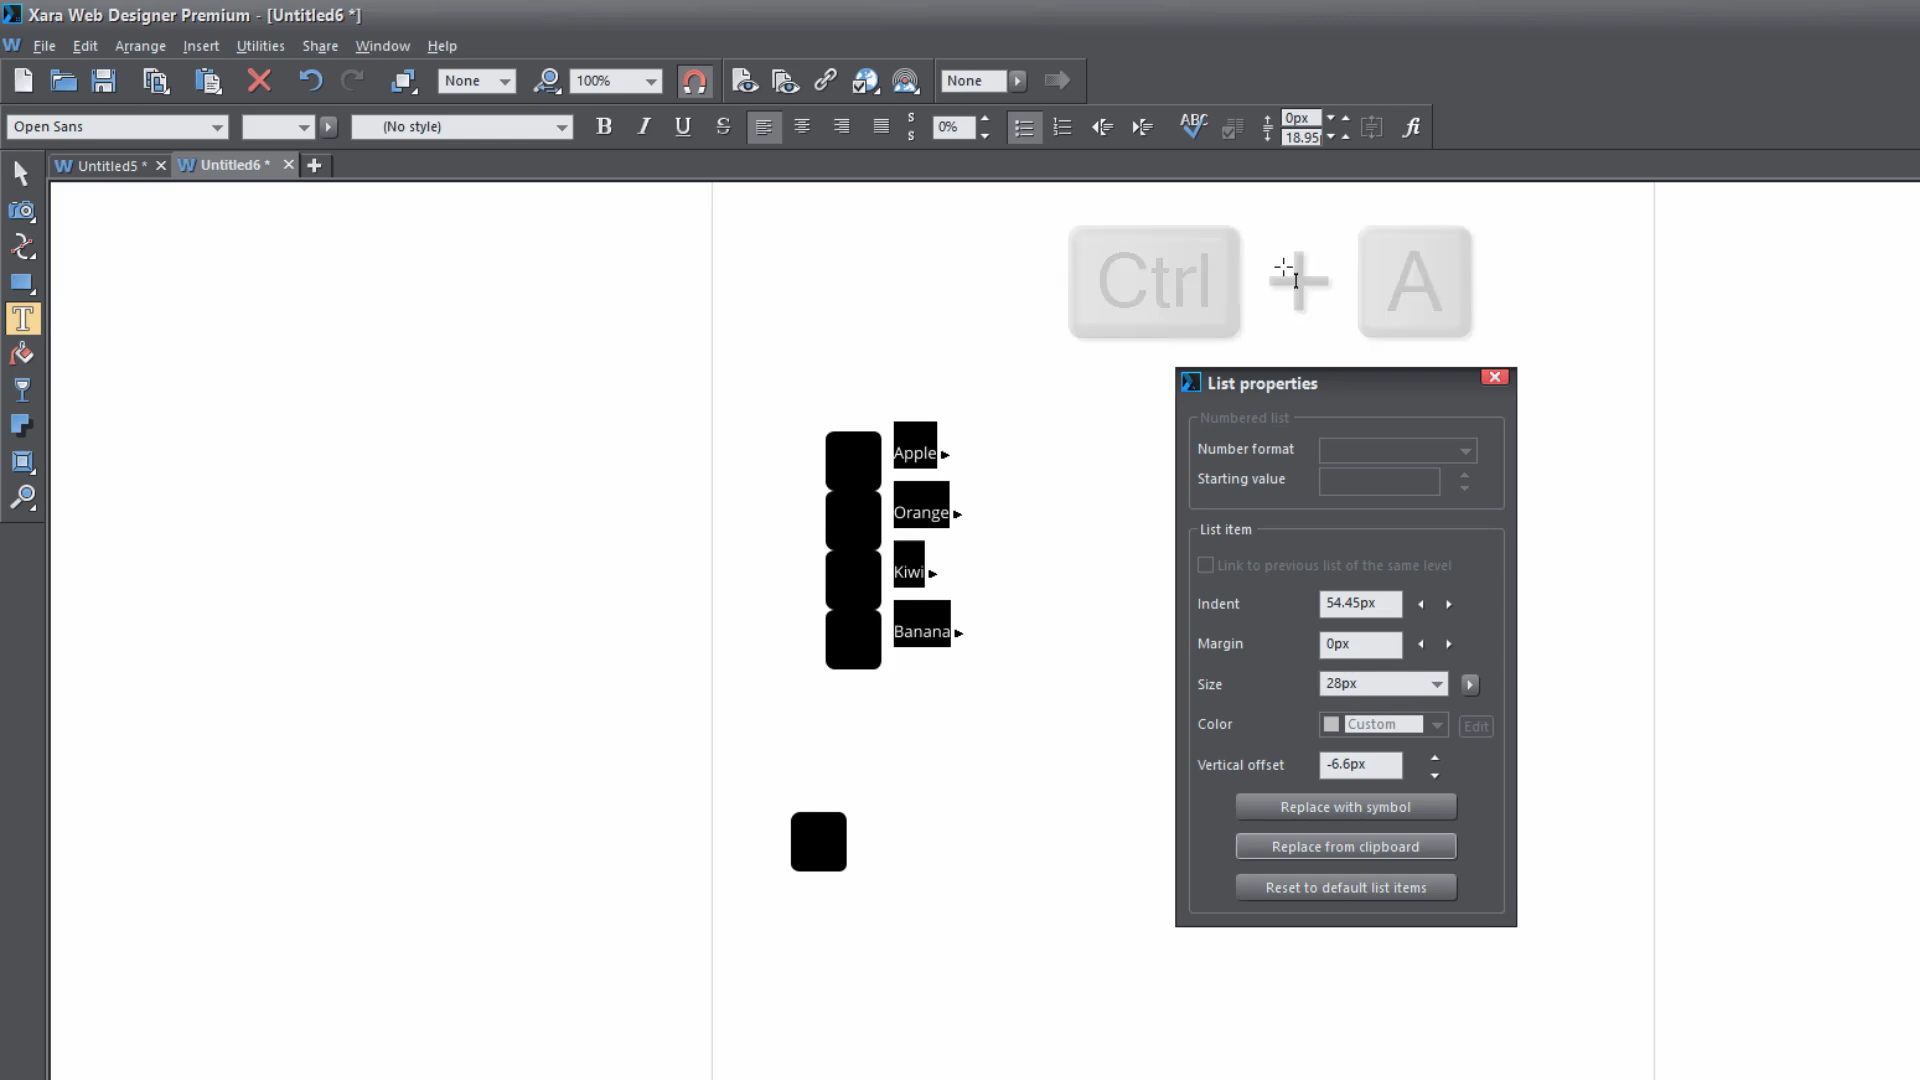 Xara Web Designer Premium - [Untitled6 *]
W File Edit Arrange Insert Utilities Share Window Help
None 100% None
Open Sans (No style) B I U S S S 0% ABC 0px fi
18.95
W Untitled5 * W Untitled6 *
T
Ctrl + A
List properties
Numbered list
Number format
Starting value
Apple
Orange
Kiwi
Banana
List item
Link to previous list of the same level
Indent 54.45px
Margin 0px
Size 28px
Color Custom Edit
Vertical offset -6.6px
Replace with symbol
Replace from clipboard
Reset to default list items